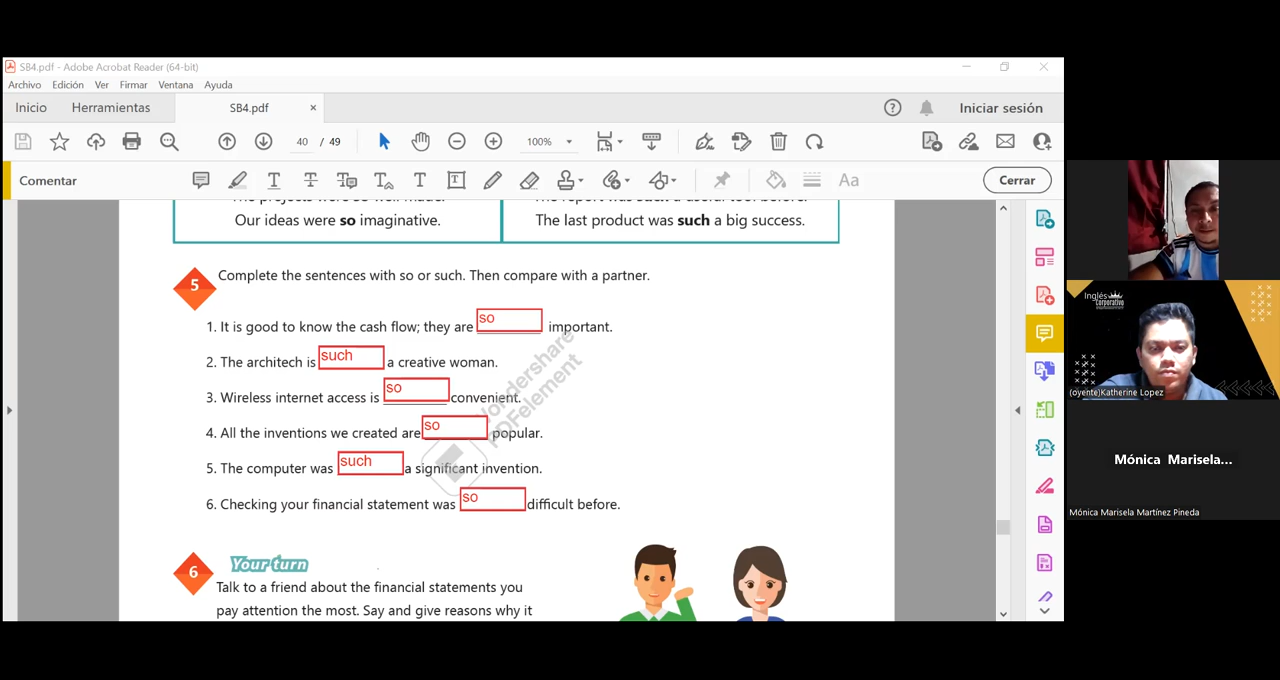 SB4.pdf - Adobe Acrobat Reader (64-bit)
Archivo Edición Ver Firmar Ventana Ayuda
Inicio Herramientas SB4.pdf × Iniciar sesión
40 / 49 100%
Comentar Cerrar
Our ideas were so imaginative.
The last product was such a big success.
5 Complete the sentences with so or such. Then compare with a partner.
1. It is good to know the cash flow; they are so important.
2. The architech is such a creative woman.
3. Wireless internet access is so convenient.
4. All the inventions we created are so popular.
5. The computer was such a significant invention.
6. Checking your financial statement was so difficult before.
Wondershare
PDFelement
6 Your turn
Talk to a friend about the financial statements you
pay attention the most. Say and give reasons why it
Inglés
Corporativo
(oyente)Katherine Lopez
Mónica Marisela...
Mónica Marisela Martínez Pineda